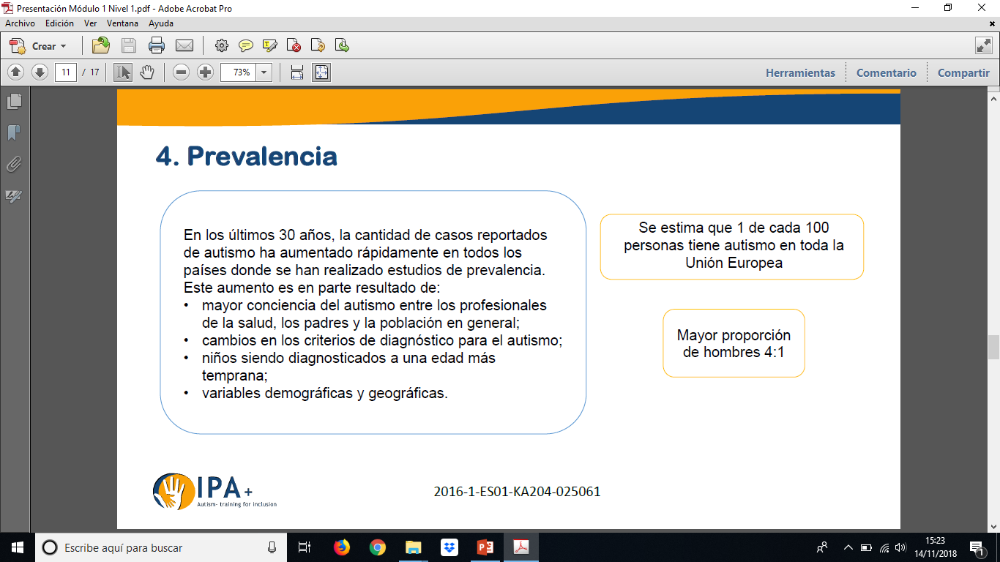 Presentación Módulo 1 Nivel 1.pdf - Adobe Acrobat Pro
Archivo Edición Ver Ventana Ayuda
Crear
11 / 17 73% Herramientas Comentario Compartir
4. Prevalencia
En los últimos 30 años, la cantidad de casos reportados
de autismo ha aumentado rápidamente en todos los
países donde se han realizado estudios de prevalencia.
Este aumento es en parte resultado de:
• mayor conciencia del autismo entre los profesionales
de la salud, los padres y la población en general;
• cambios en los criterios de diagnóstico para el autismo;
• niños siendo diagnosticados a una edad más
temprana;
• variables demográficas y geográficas.
Se estima que 1 de cada 100
personas tiene autismo en toda la
Unión Europea
Mayor proporción
de hombres 4:1
IPA+
Autism- training for inclusion
2016-1-ES01-KA204-025061
Escribe aquí para buscar
15:23
14/11/2018
1